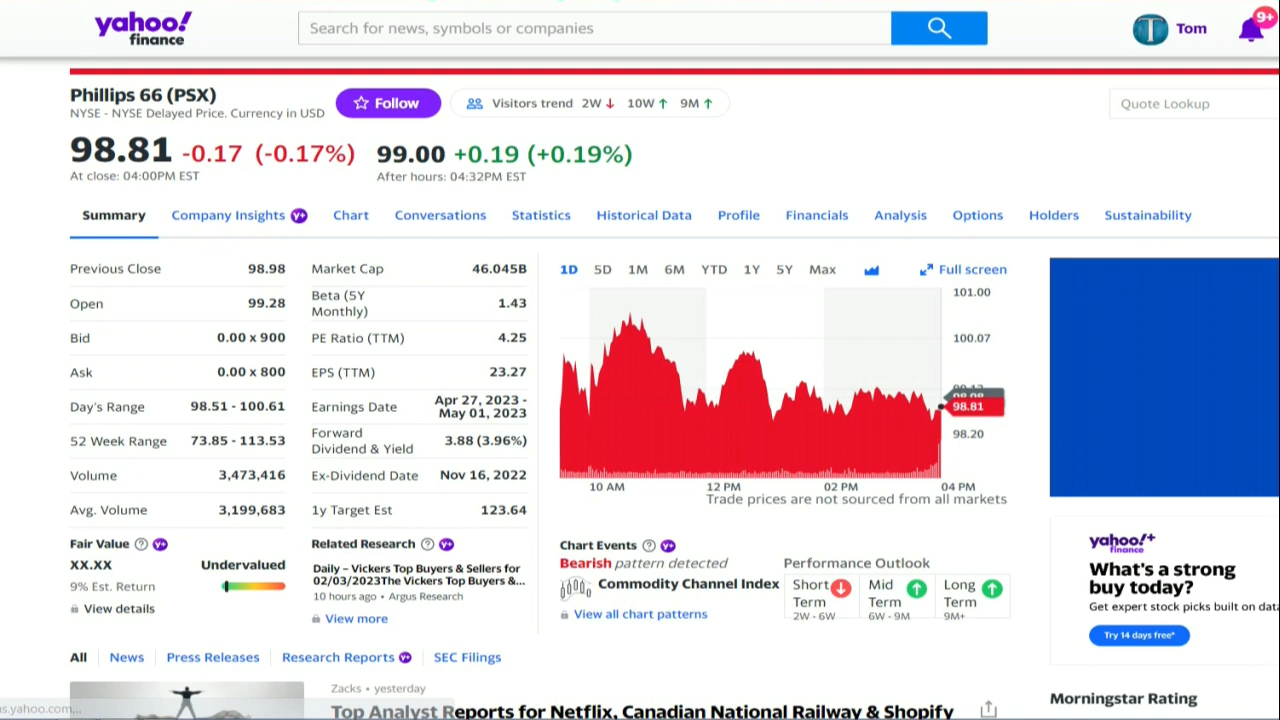 yahoo!
finance
Search for news, symbols or companies
T
Tom
9+
Phillips 66 (PSX)
NYSE - NYSE Delayed Price. Currency in USD
Follow
Visitors trend 2W ↓ 10W ↑ 9M ↑
Quote Lookup
98.81 -0.17 (-0.17%)
At close: 04:00PM EST
99.00 +0.19 (+0.19%)
After hours: 04:32PM EST
Summary Company Insights Y+ Chart Conversations Statistics Historical Data Profile Financials Analysis Options Holders Sustainability
Previous Close 98.98
Open 99.28
Bid 0.00 x 900
Ask 0.00 x 800
Day's Range 98.51 - 100.61
52 Week Range 73.85 - 113.53
Volume 3,473,416
Avg. Volume 3,199,683
Market Cap 46.045B
Beta (5Y
Monthly) 1.43
PE Ratio (TTM) 4.25
EPS (TTM) 23.27
Earnings Date Apr 27, 2023 -
May 01, 2023
Forward
Dividend & Yield 3.88 (3.96%)
Ex-Dividend Date Nov 16, 2022
1y Target Est 123.64
1D 5D 1M 6M YTD 1Y 5Y Max Full screen
101.00
100.07
98.81
98.20
10 AM 12 PM 02 PM 04 PM
Trade prices are not sourced from all markets
Fair Value ? Y+
XX.XX Undervalued
9% Est. Return
View details
Related Research ? Y+
Daily – Vickers Top Buyers & Sellers for
02/03/2023The Vickers Top Buyers &...
10 hours ago • Argus Research
View more
Chart Events ? Y+
Bearish pattern detected
Commodity Channel Index
View all chart patterns
Performance Outlook
Short
Term
2W - 6W
Mid
Term
6W - 9M
Long
Term
9M+
yahoo!+
finance
What's a strong
buy today?
Get expert stock picks built on data
Try 14 days free*
All News Press Releases Research Reports Y+ SEC Filings
Zacks • yesterday
Top Analyst Reports for Netflix, Canadian National Railway & Shopify
Morningstar Rating
s.yahoo.com...